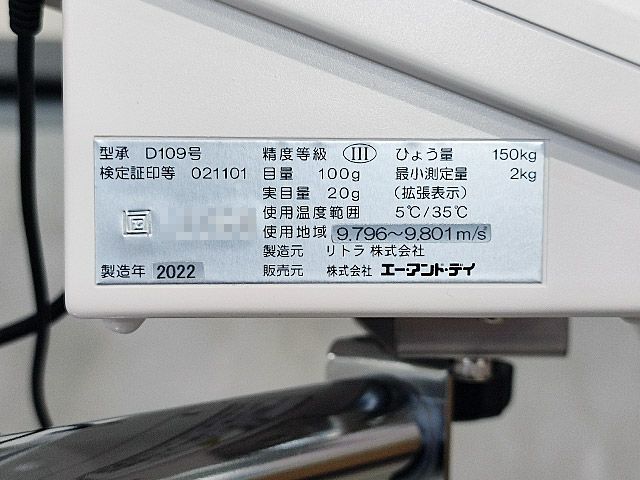 型承 D109号 精度等級 III ひょう量 150kg
検定証印等 021101 目量 100g 最小測定量 2kg
実目量 20g (拡張表示)
使用温度範囲 5℃/35℃
使用地域 9.796~9.801m/s²
製造元 リトラ 株式会社
製造年 2022 販売元 株式会社 エー・アンド・デイ